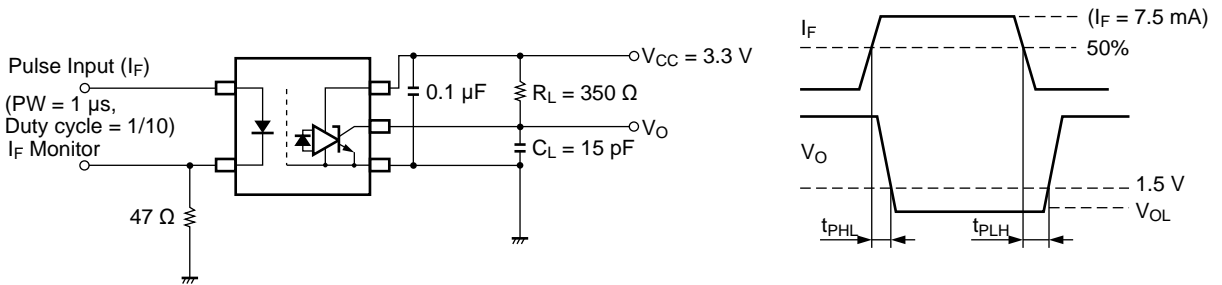 Pulse Input (IF)
(PW = 1 µs,
Duty cycle = 1/10)
IF Monitor
47 Ω
VCC = 3.3 V
0.1 µF
RL = 350 Ω
VO
CL = 15 pF
IF
(IF = 7.5 mA)
50%
VO
1.5 V
VOL
tPHL
tPLH